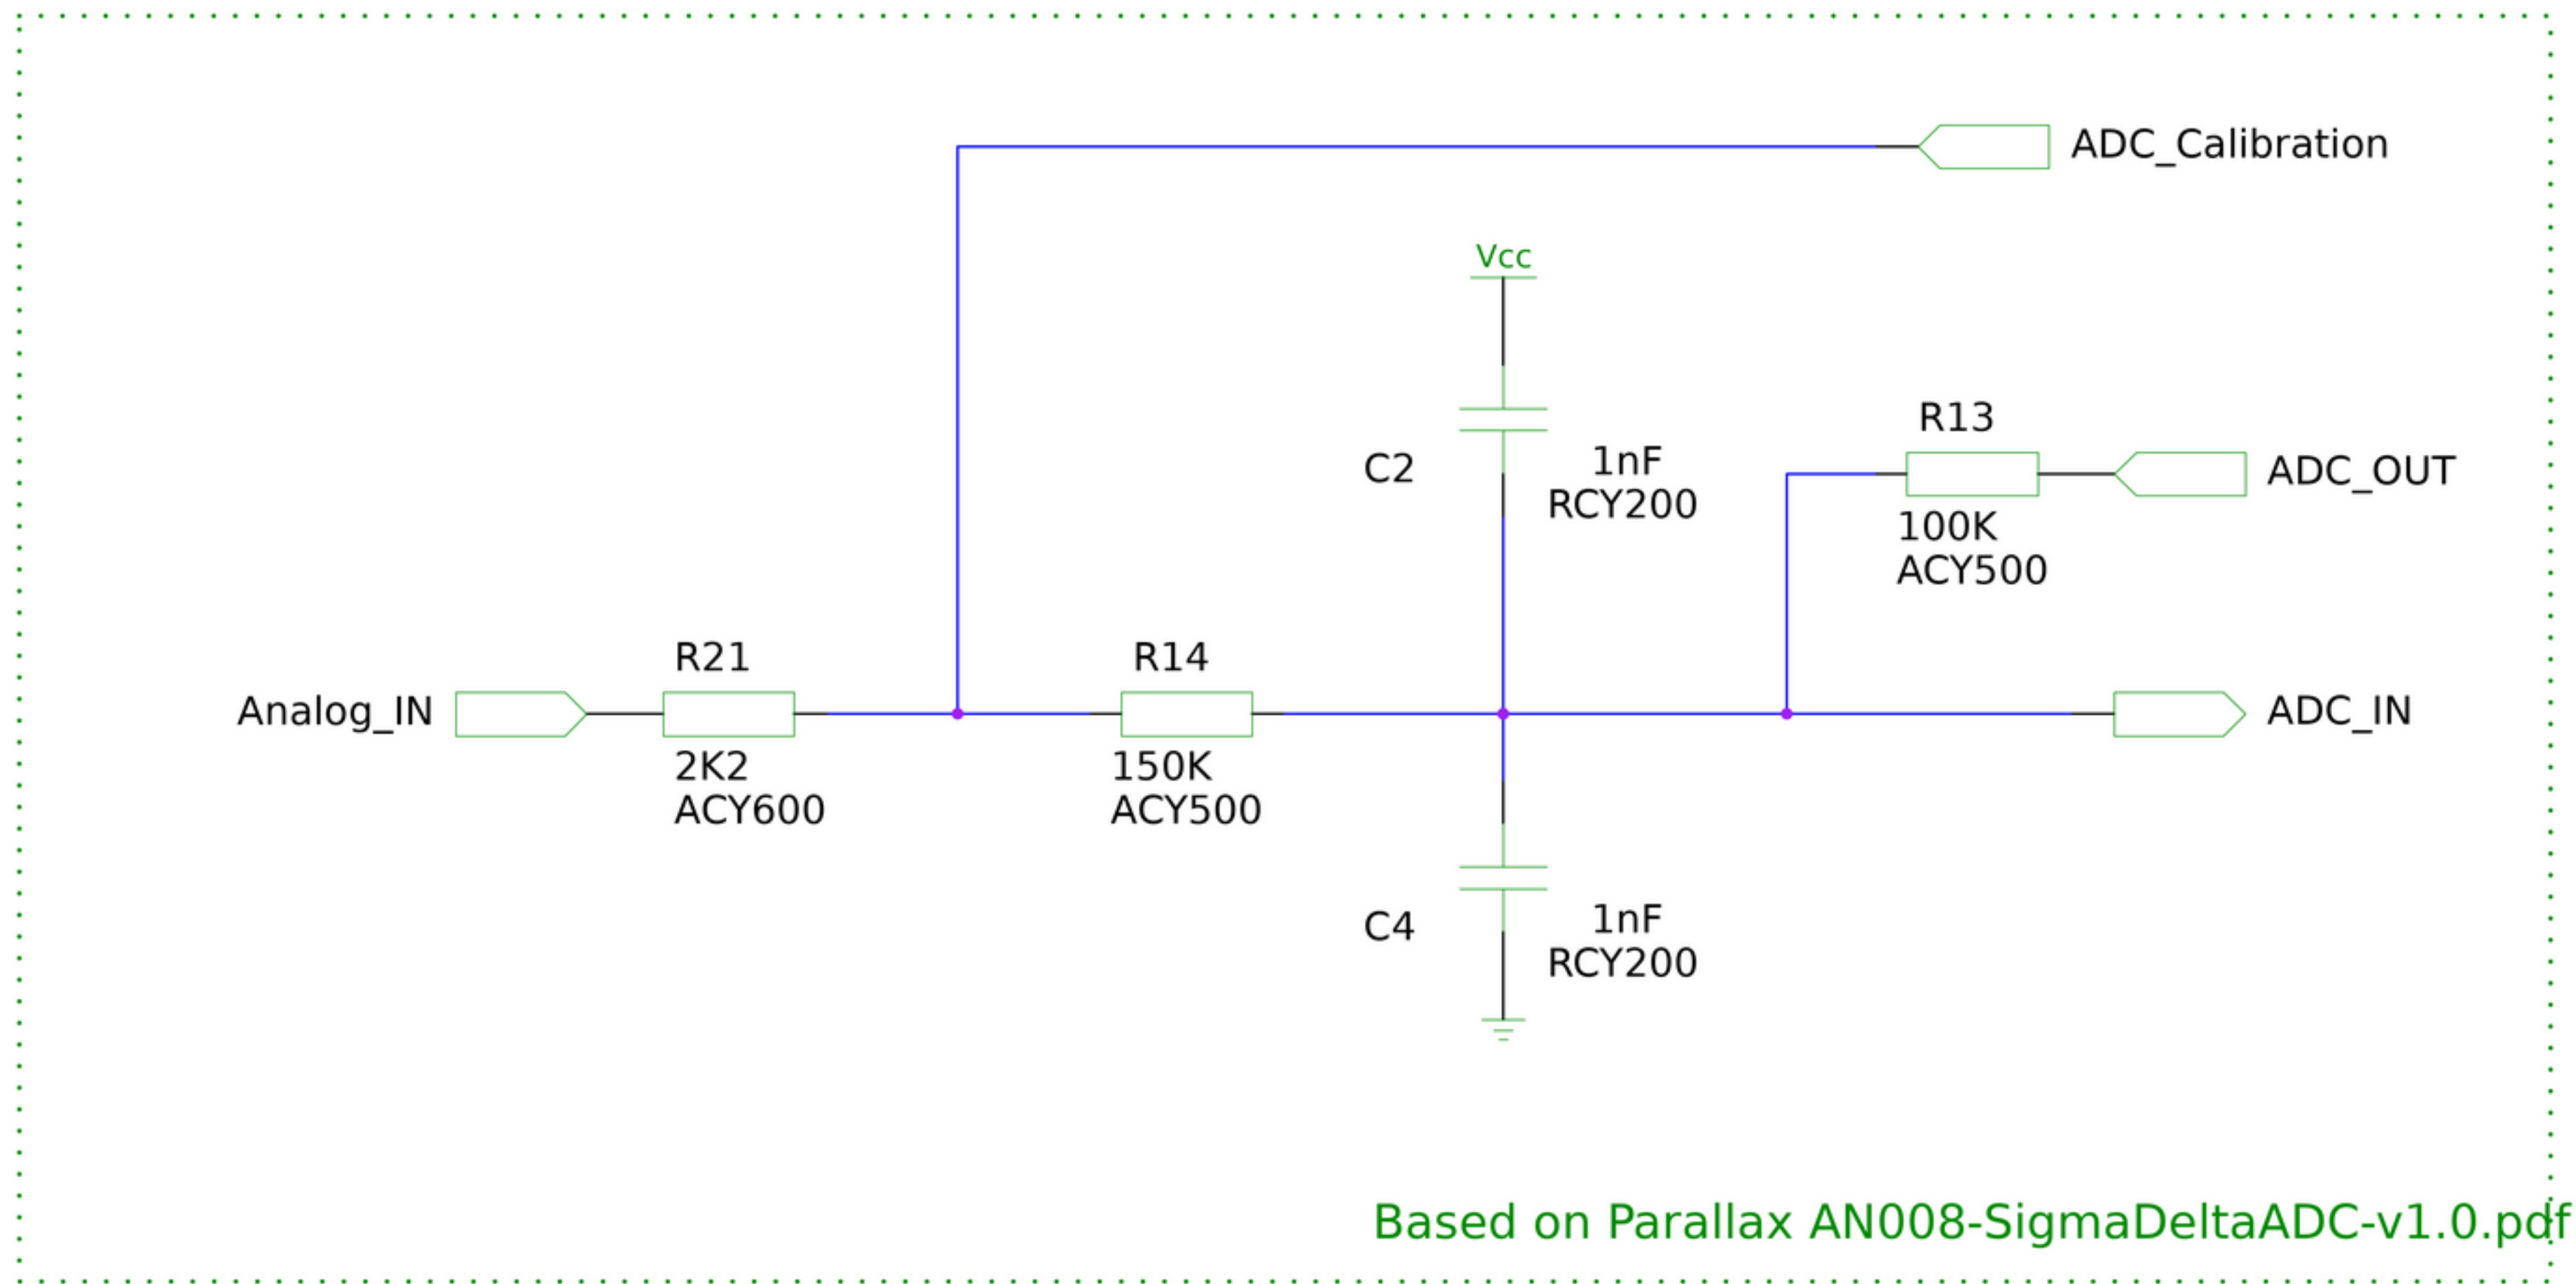 ADC_Calibration
Vcc
C2
1nF
RCY200
R13
100K
ACY500
ADC_OUT
Analog_IN
R21
2K2
ACY600
R14
150K
ACY500
ADC_IN
C4
1nF
RCY200
Based on Parallax AN008-SigmaDeltaADC-v1.0.pdf